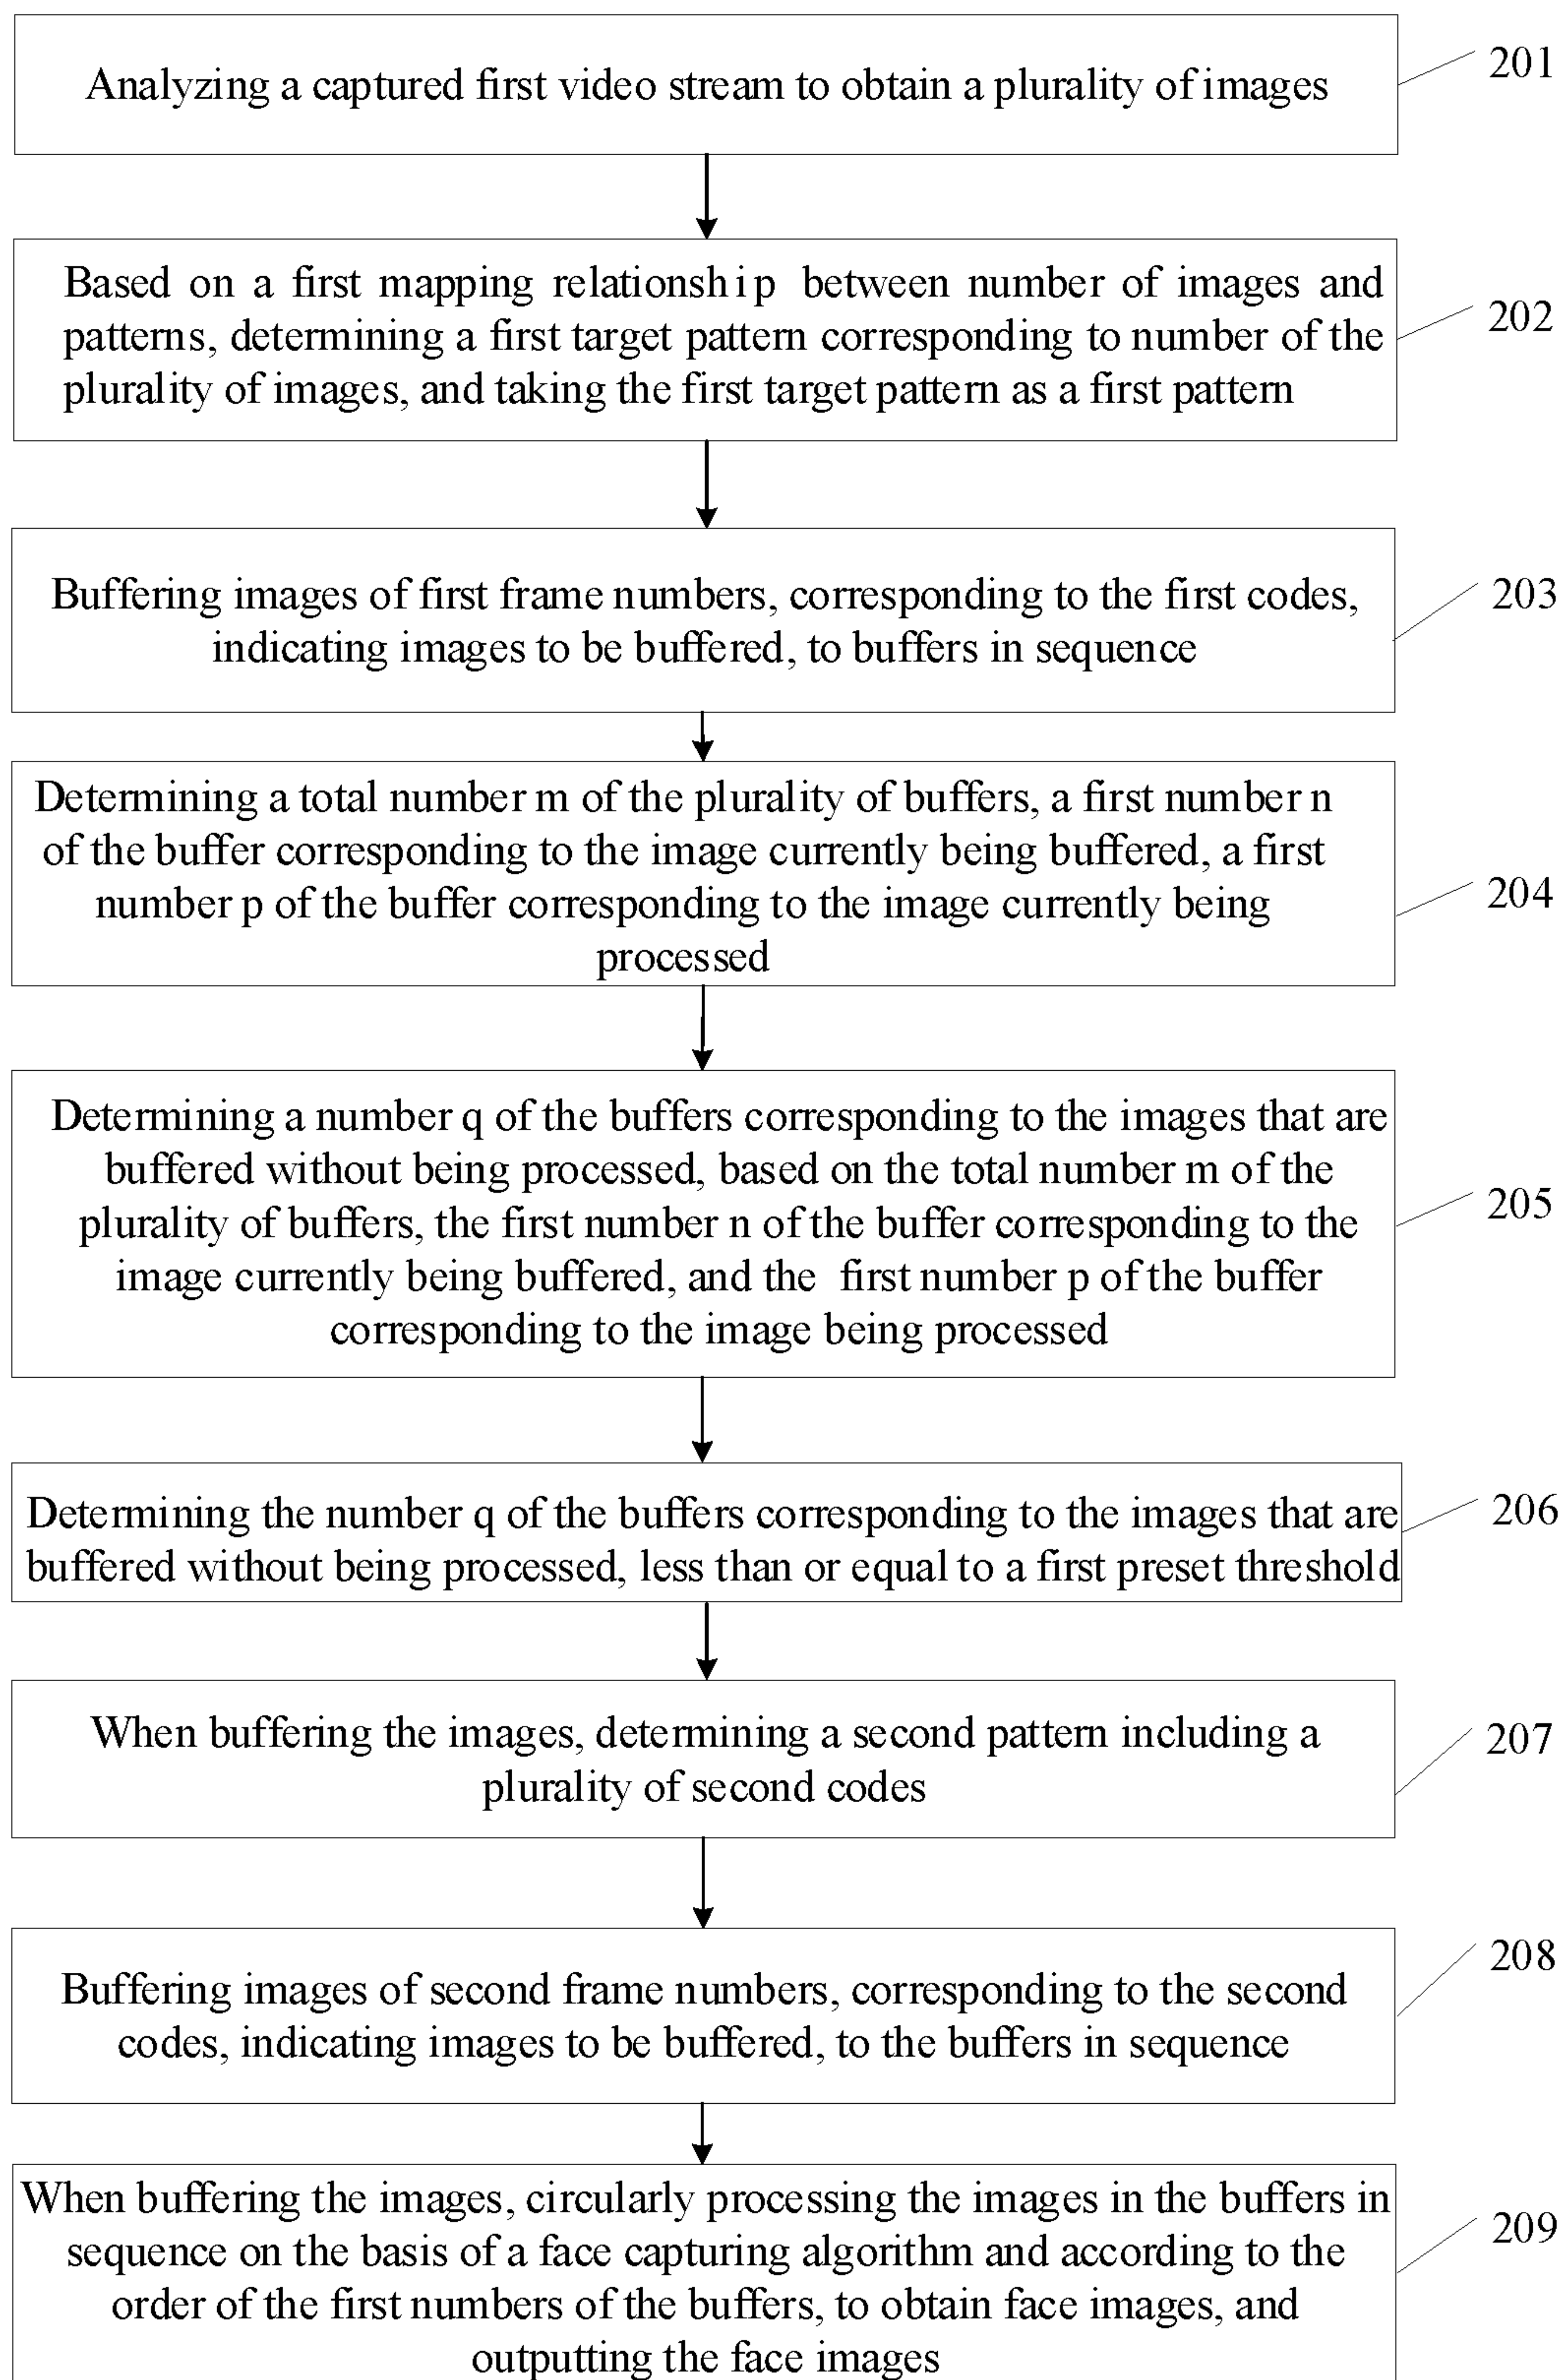 Analyzing a captured first video stream to obtain a plurality of images
201
Based on a first mapping relationship between number of images and
patterns, determining a first target pattern corresponding to number of the
plurality of images, and taking the first target pattern as a first pattern
202
Buffering images of first frame numbers, corresponding to the first codes,
indicating images to be buffered, to buffers in sequence
203
Determining a total number m of the plurality of buffers, a first number n
of the buffer corresponding to the image currently being buffered, a first
number p of the buffer corresponding to the image currently being
processed
204
Determining a number q of the buffers corresponding to the images that are
buffered without being processed, based on the total number m of the
plurality of buffers, the first number n of the buffer corresponding to the
image currently being buffered, and the first number p of the buffer
corresponding to the image being processed
205
Determining the number q of the buffers corresponding to the images that are
buffered without being processed, less than or equal to a first preset threshold
206
When buffering the images, determining a second pattern including a
plurality of second codes
207
Buffering images of second frame numbers, corresponding to the second
codes, indicating images to be buffered, to the buffers in sequence
208
When buffering the images, circularly processing the images in the buffers in
sequence on the basis of a face capturing algorithm and according to the
order of the first numbers of the buffers, to obtain face images, and
outputting the face images
209